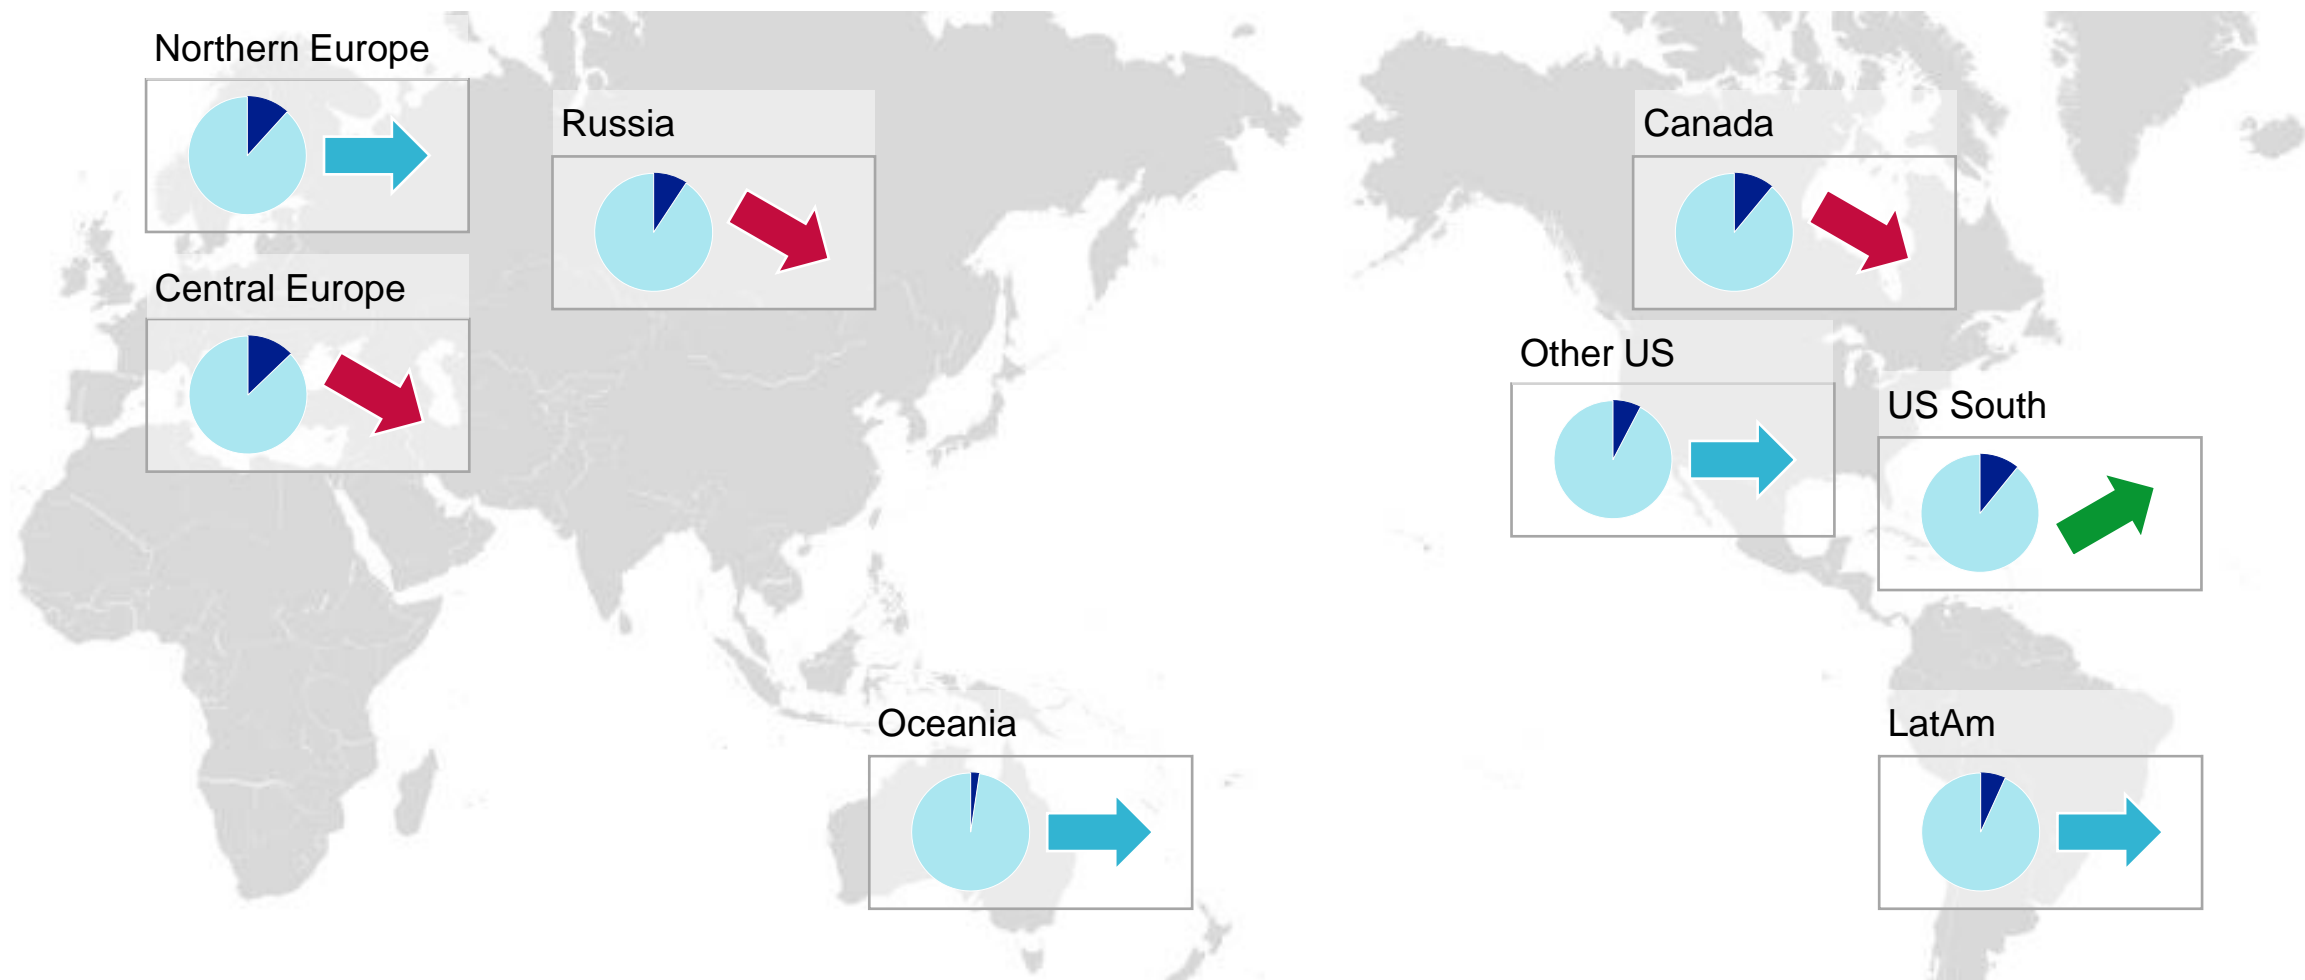 Northern Europe
Russia
Canada
Central Europe
Other US
US South
Oceania
LatAm